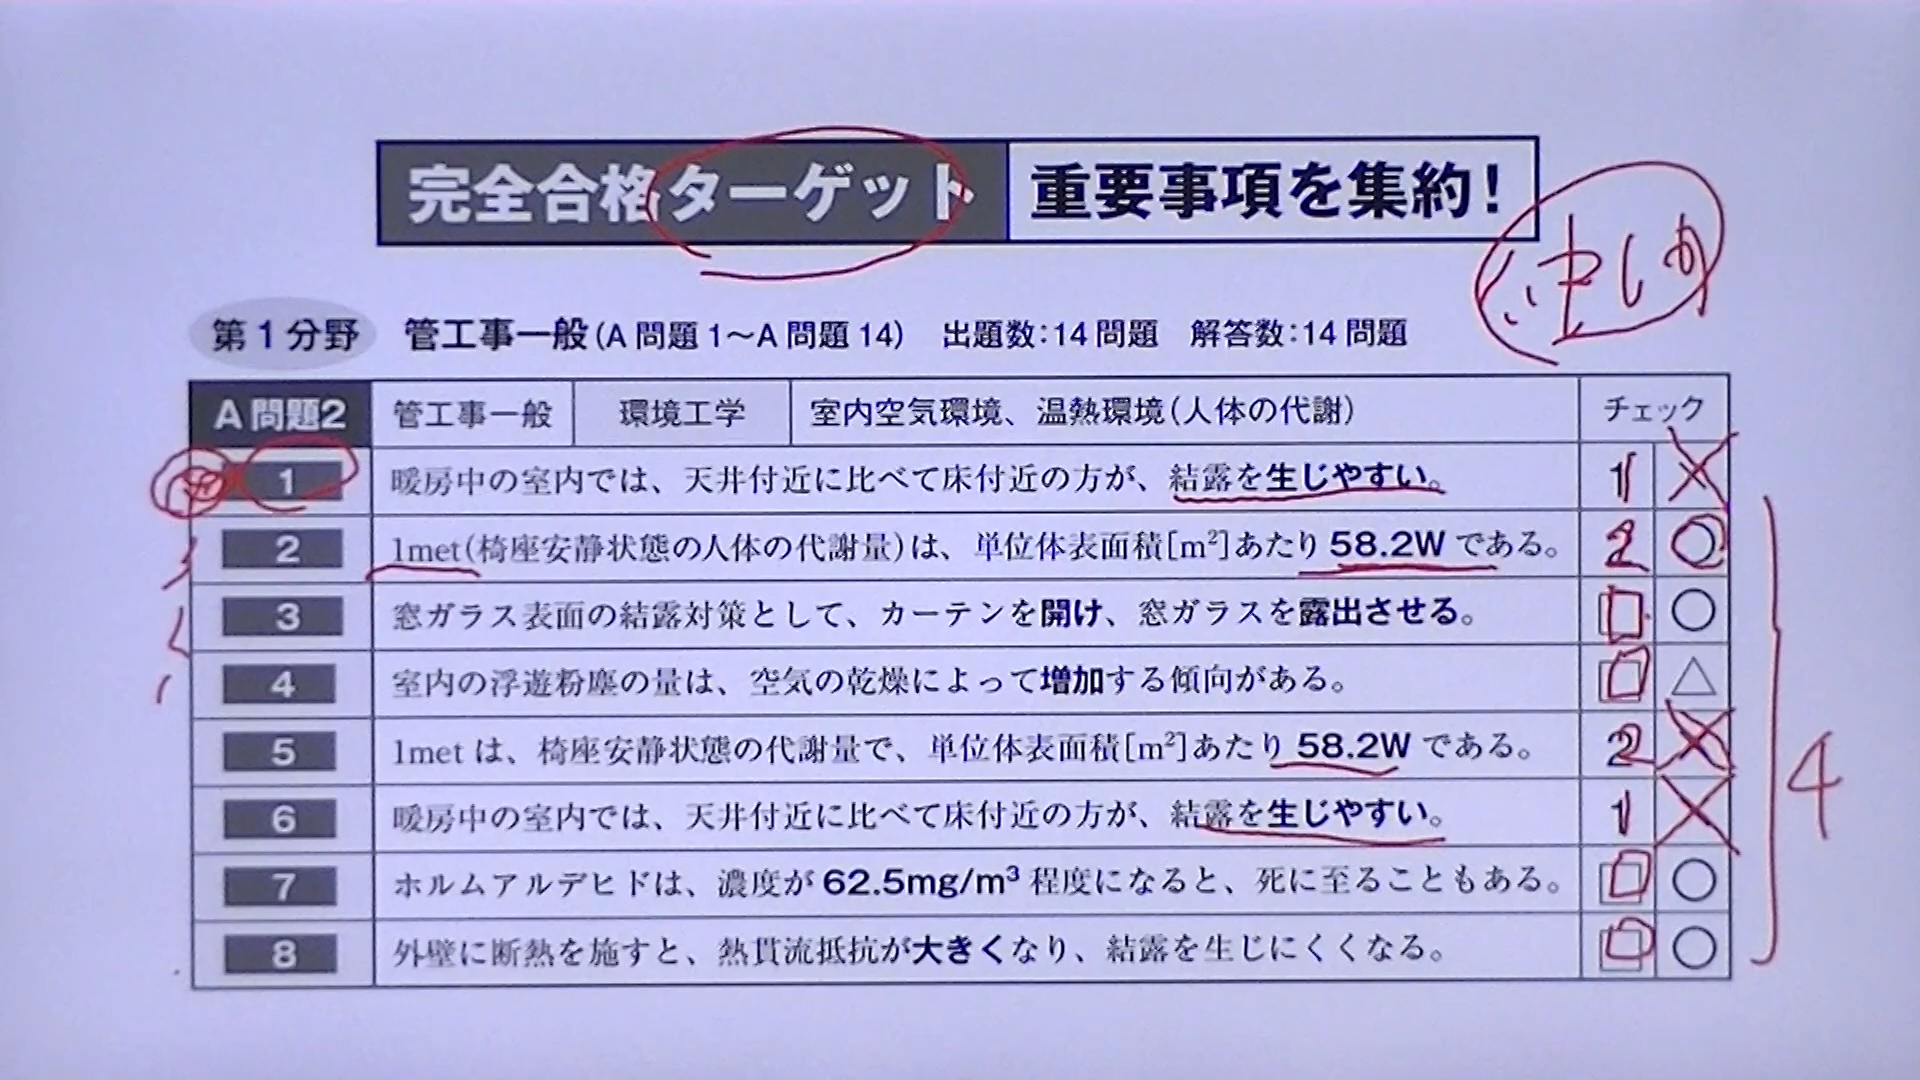 完全合格ターゲット 重要事項を集約！
第1分野 管工事一般（A問題1～A問題14） 出題数：14問題 解答数：14問題
A問題2 管工事一般 環境工学 室内空気環境、温熱環境（人体の代謝） チェック
1 暖房中の室内では、天井付近に比べて床付近の方が、結露を生じやすい。 1
2 1met（椅座安静状態の人体の代謝量）は、単位体表面積［m²］あたり 58.2W である。 2 ○
3 窓ガラス表面の結露対策として、カーテンを開け、窓ガラスを露出させる。 □ ○
4 室内の浮遊粉塵の量は、空気の乾燥によって増加する傾向がある。 □ △
5 1met は、椅座安静状態の代謝量で、単位体表面積［m²］あたり 58.2W である。 2
6 暖房中の室内では、天井付近に比べて床付近の方が、結露を生じやすい。 1
7 ホルムアルデヒドは、濃度が 62.5mg/m³ 程度になると、死に至ることもある。 □ ○
8 外壁に断熱を施すと、熱貫流抵抗が大きくなり、結露を生じにくくなる。 □ ○
4